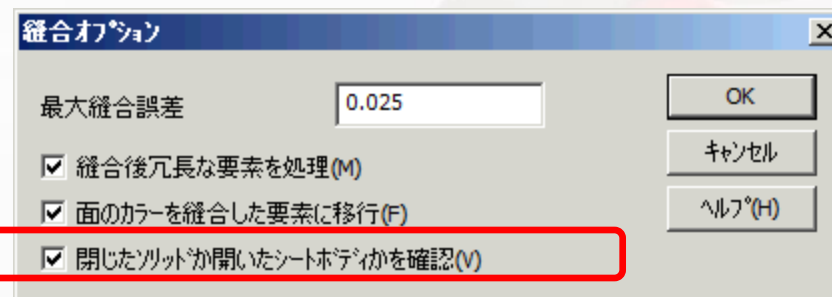 縫合ｵﾌﾟｼｮﾝ
最大縫合誤差 0.025 OK
縫合後冗長な要素を処理(M) ｷｬﾝｾﾙ
面のｶﾗｰを縫合した要素に移行(F) ﾍﾙﾌﾟ(H)
閉じたｿﾘｯﾄﾞか開いたｼｰﾄﾎﾞﾃﾞｨかを確認(V)